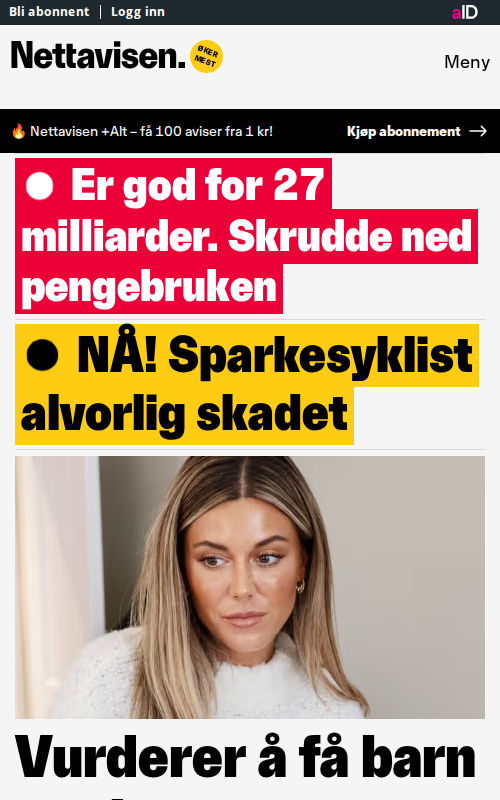 Bli abonnent
Logg inn
aID
Nettavisen.
ØKER
MEST
Meny
🔥 Nettavisen +Alt – få 100 aviser fra 1 kr!
Kjøp abonnement →
Er god for 27
milliarder. Skrudde ned
pengebruken
NÅ! Sparkesyklist
alvorlig skadet
Vurderer å få barn